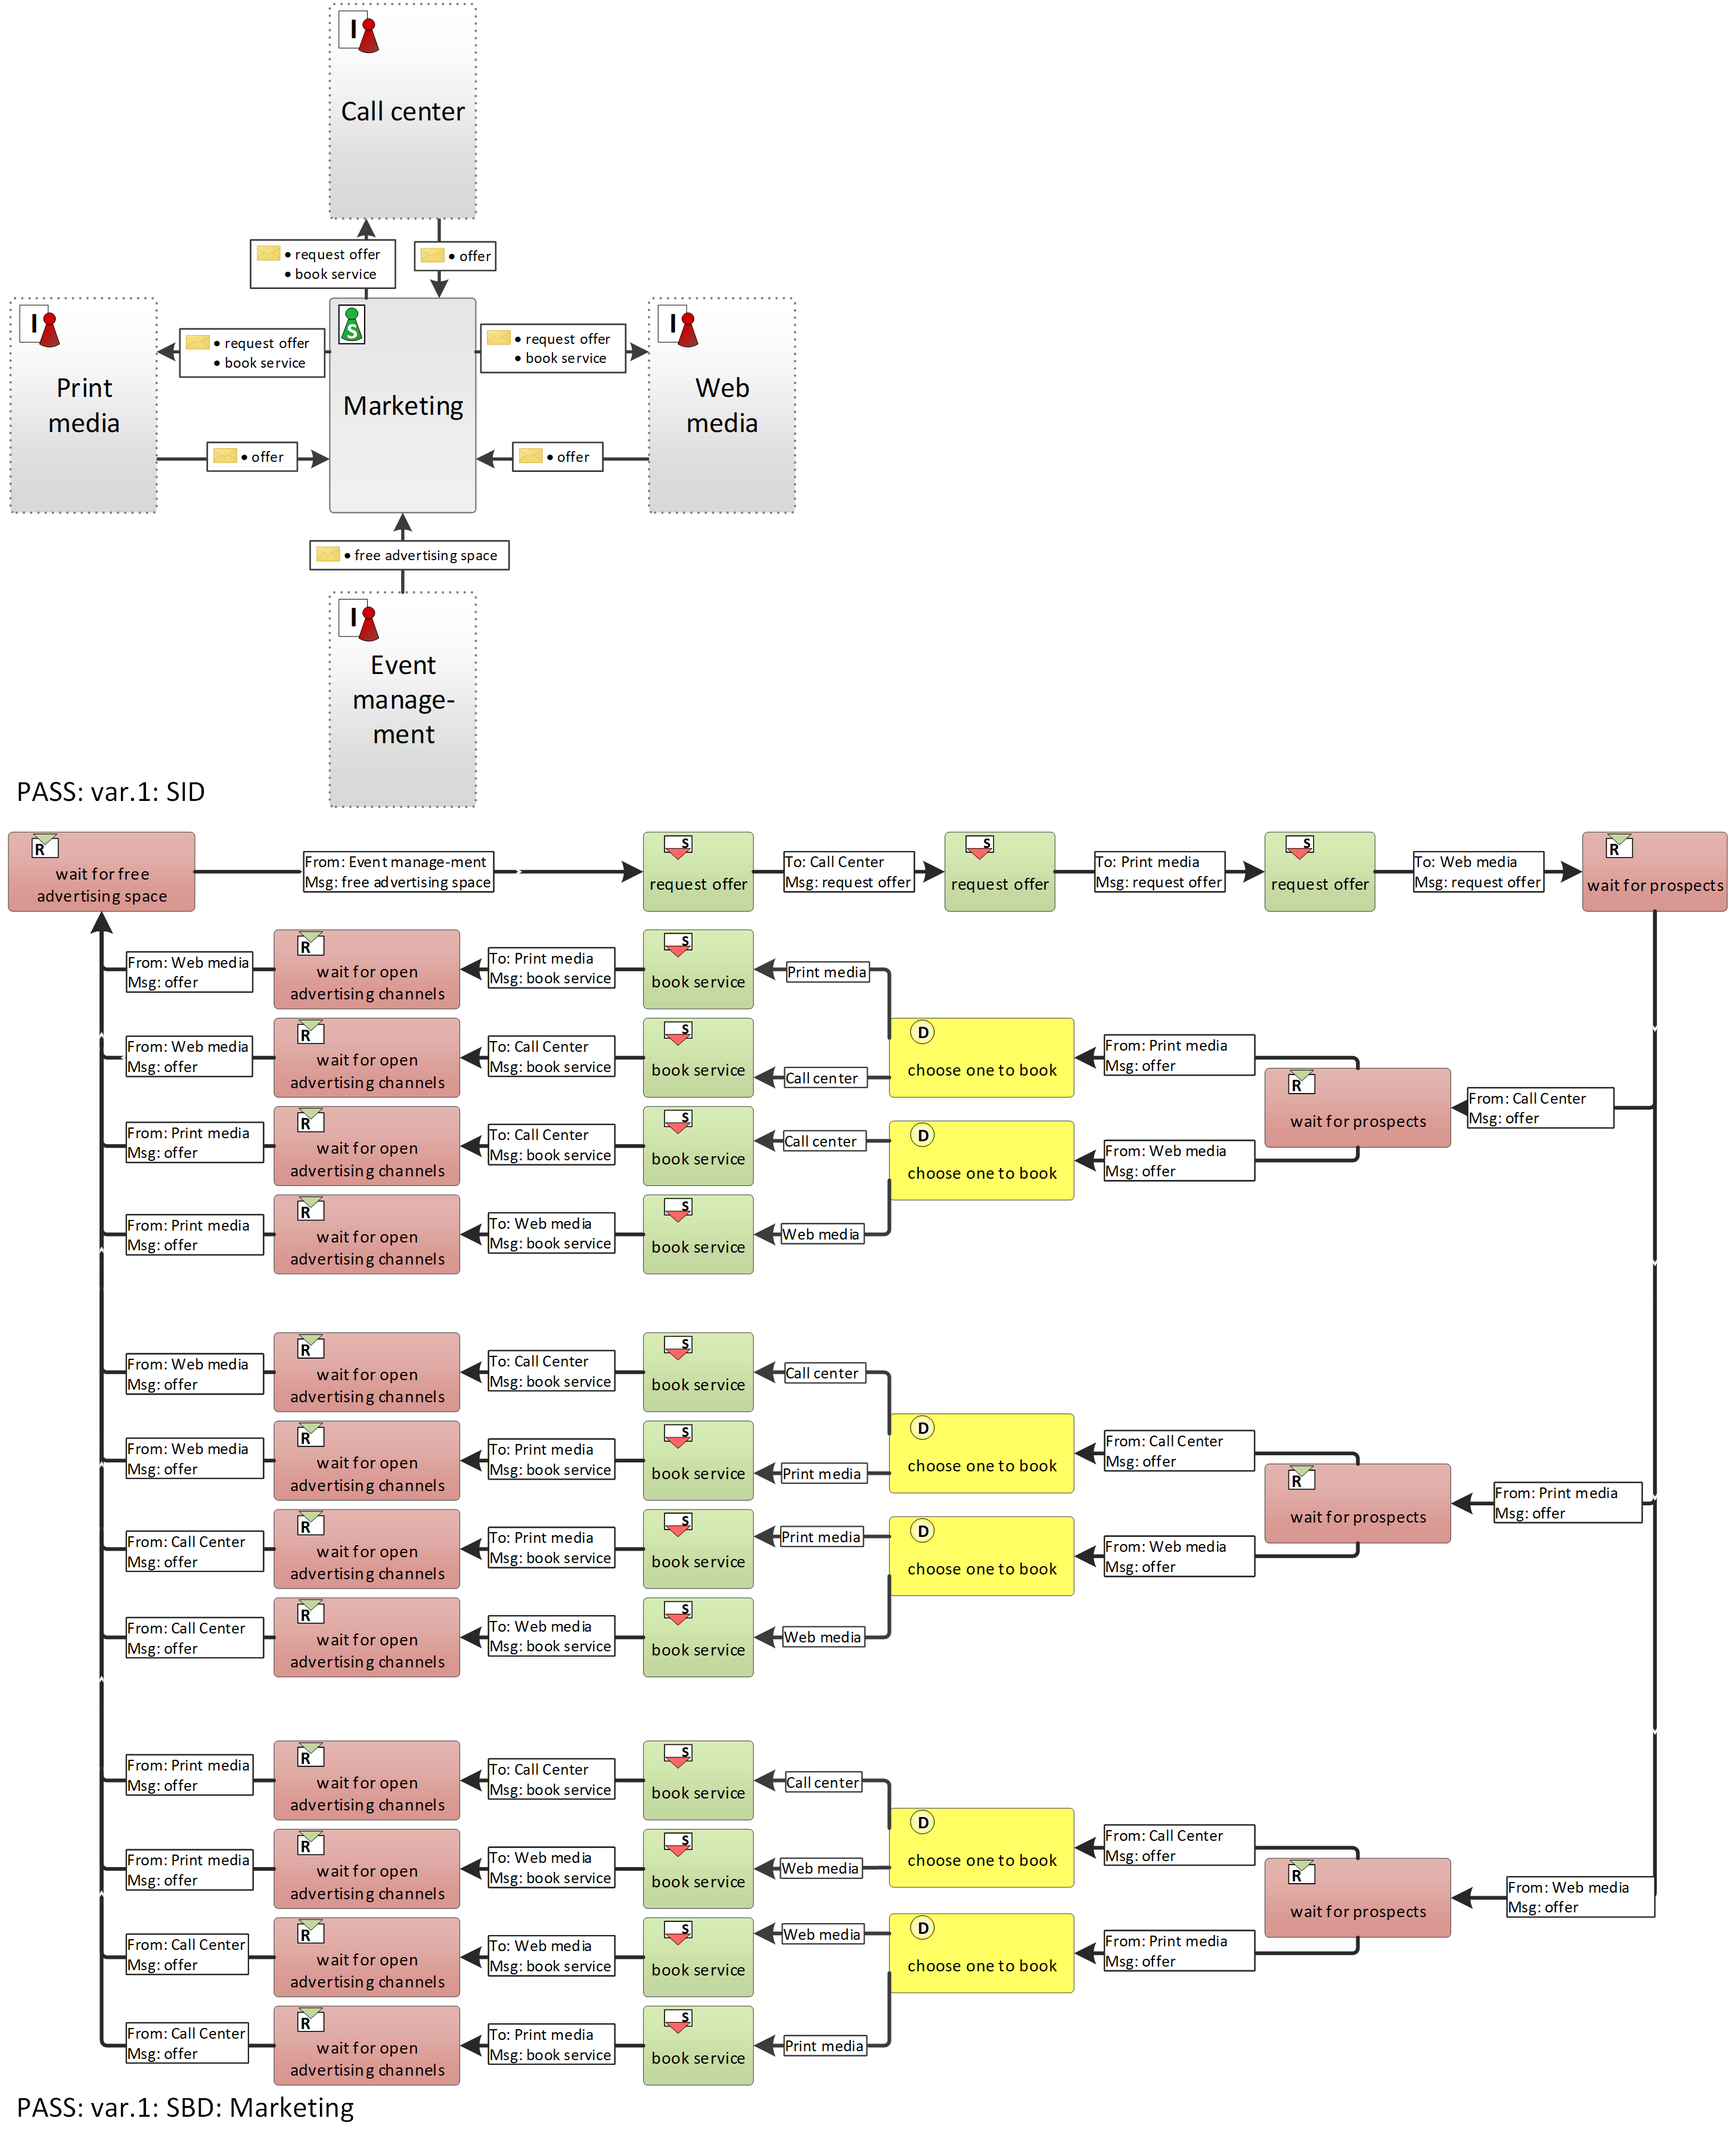 I
Call center
• request offer
• book service
• offer
I
Print
media
• request offer
• book service
S
Marketing
• request offer
• book service
I
Web
media
• offer
• offer
• free advertising space
I
Event
manage-
ment
PASS: var.1: SID
R
wait for free
advertising space
From: Event manage-ment
Msg: free advertising space
S
request offer
To: Call Center
Msg: request offer
S
request offer
To: Print media
Msg: request offer
S
request offer
To: Web media
Msg: request offer
R
wait for prospects
From: Web media
Msg: offer
R
wait for open
advertising channels
To: Print media
Msg: book service
S
book service
Print media
From: Web media
Msg: offer
R
wait for open
advertising channels
To: Call Center
Msg: book service
S
book service
Call center
D
choose one to book
From: Print media
Msg: offer
R
wait for prospects
From: Call Center
Msg: offer
From: Print media
Msg: offer
R
wait for open
advertising channels
To: Call Center
Msg: book service
S
book service
Call center
D
choose one to book
From: Web media
Msg: offer
From: Print media
Msg: offer
R
wait for open
advertising channels
To: Web media
Msg: book service
S
book service
Web media
From: Web media
Msg: offer
R
wait for open
advertising channels
To: Call Center
Msg: book service
S
book service
Call center
From: Web media
Msg: offer
R
wait for open
advertising channels
To: Print media
Msg: book service
S
book service
Print media
D
choose one to book
From: Call Center
Msg: offer
R
wait for prospects
From: Print media
Msg: offer
From: Call Center
Msg: offer
R
wait for open
advertising channels
To: Print media
Msg: book service
S
book service
Print media
D
choose one to book
From: Web media
Msg: offer
From: Call Center
Msg: offer
R
wait for open
advertising channels
To: Web media
Msg: book service
S
book service
Web media
From: Print media
Msg: offer
R
wait for open
advertising channels
To: Call Center
Msg: book service
S
book service
Call center
From: Print media
Msg: offer
R
wait for open
advertising channels
To: Web media
Msg: book service
S
book service
Web media
D
choose one to book
From: Call Center
Msg: offer
R
wait for prospects
From: Web media
Msg: offer
From: Call Center
Msg: offer
R
wait for open
advertising channels
To: Web media
Msg: book service
S
book service
Web media
D
choose one to book
From: Print media
Msg: offer
From: Call Center
Msg: offer
R
wait for open
advertising channels
To: Print media
Msg: book service
S
book service
Print media
PASS: var.1: SBD: Marketing